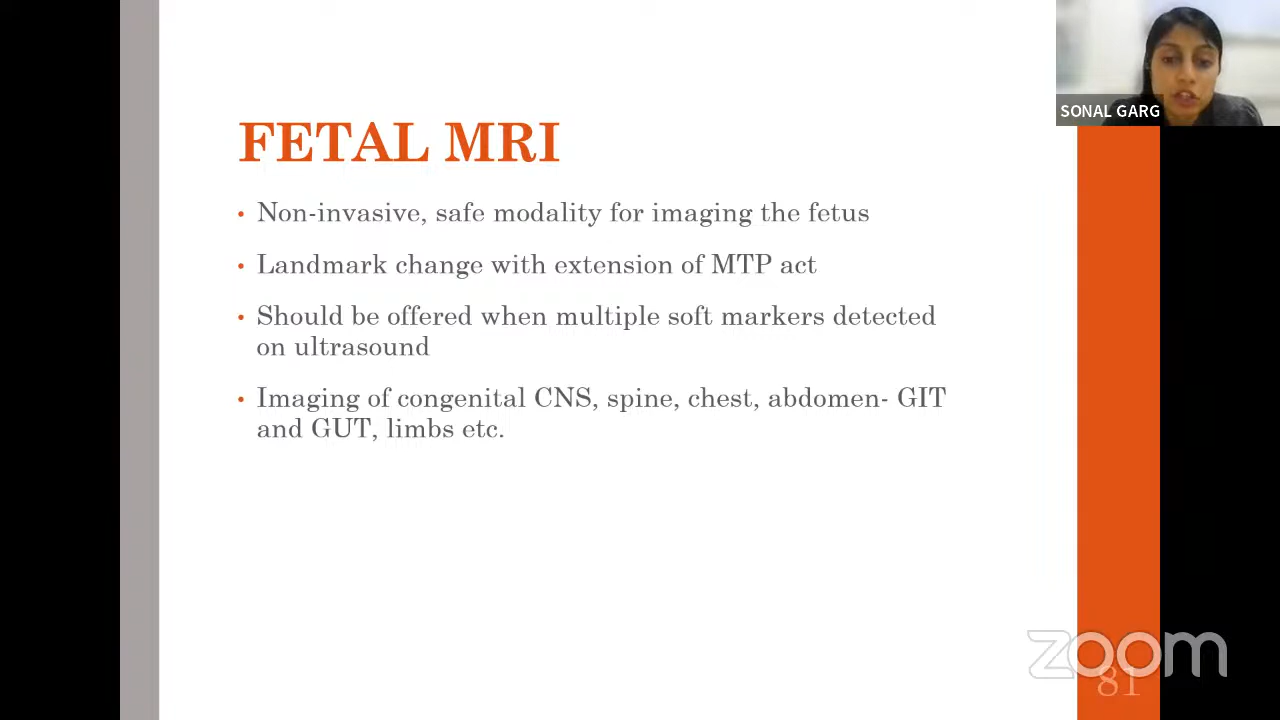 SONAL GARG
FETAL MRI
• Non-invasive, safe modality for imaging the fetus
• Landmark change with extension of MTP act
• Should be offered when multiple soft markers detected
on ultrasound
• Imaging of congenital CNS, spine, chest, abdomen- GIT
and GUT, limbs etc.
zoom
81